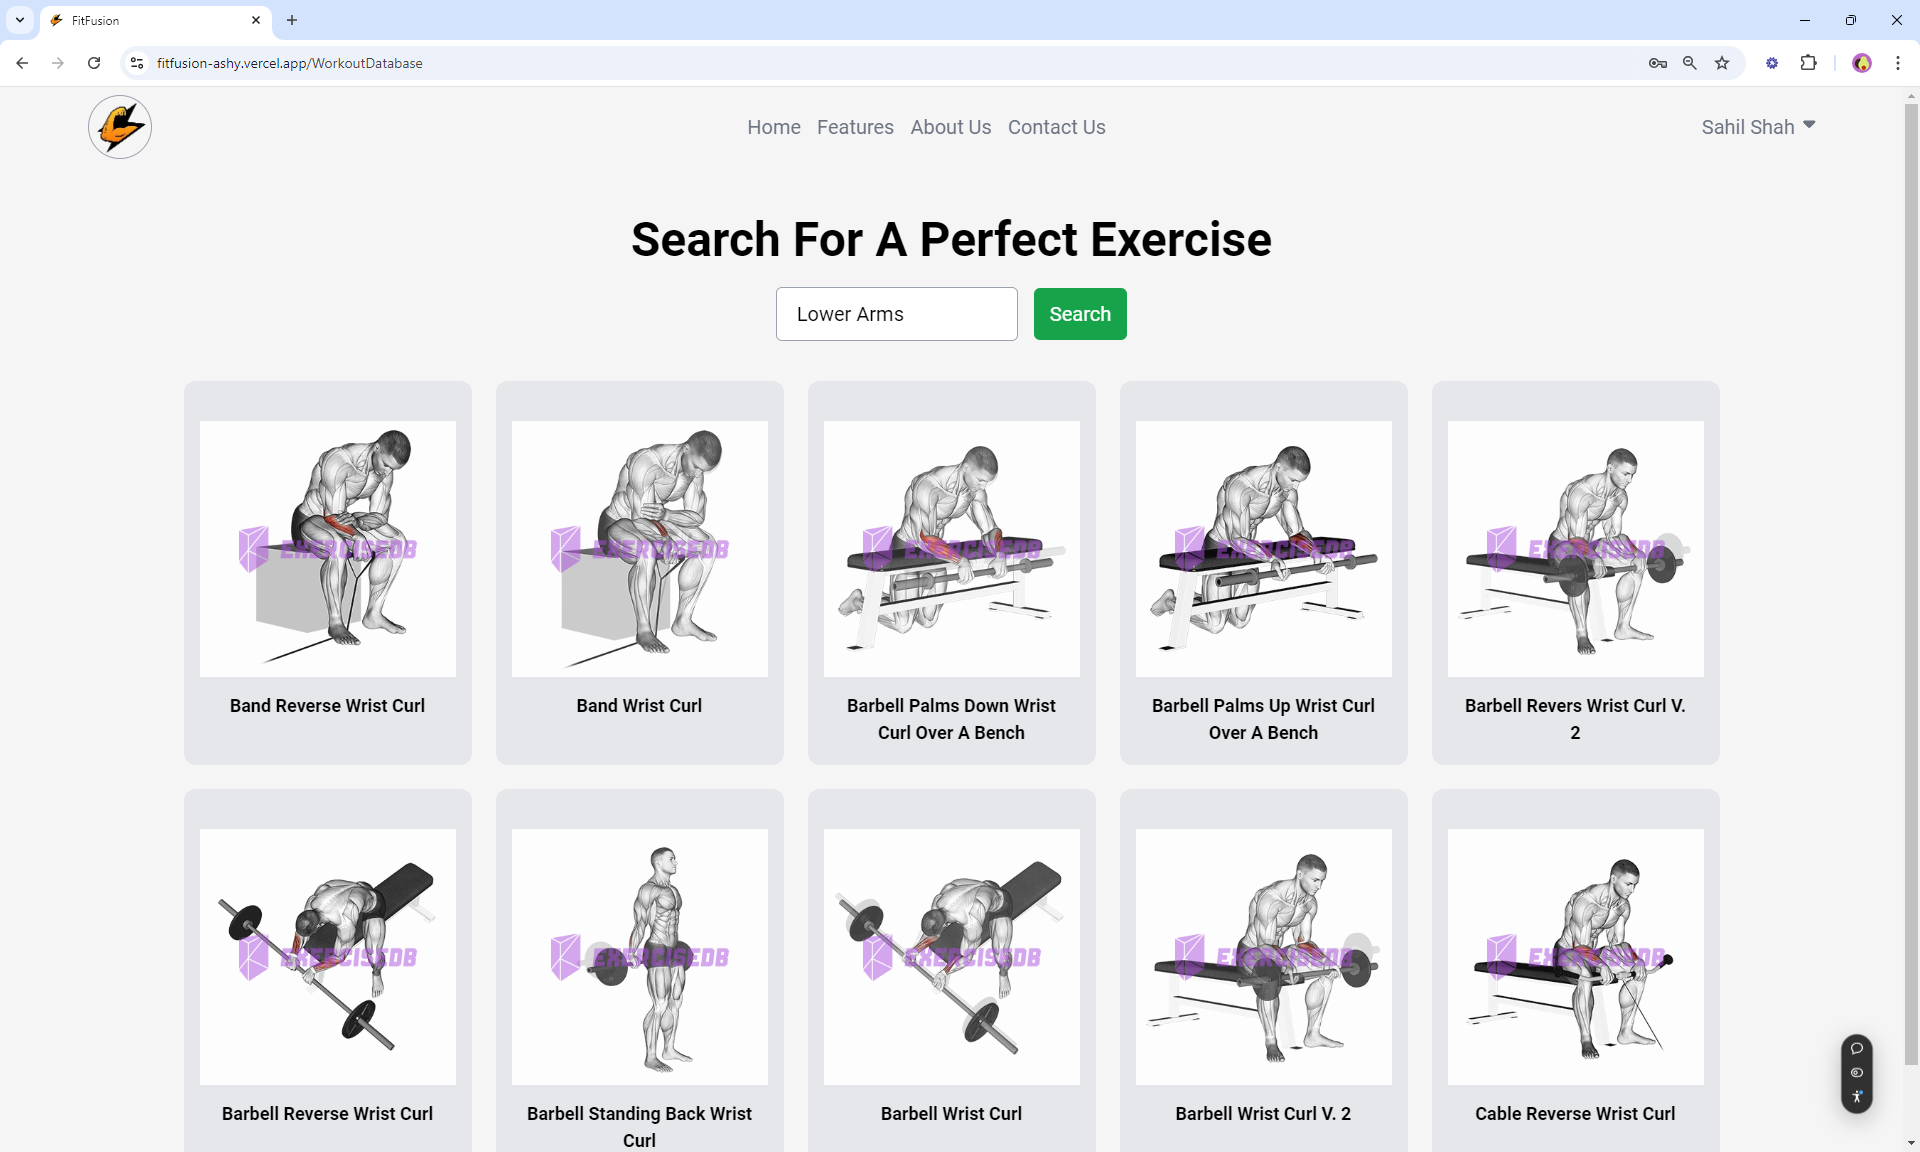 FitFusion
fitfusion-ashy.vercel.app/WorkoutDatabase
Home Features About Us Contact Us
Sahil Shah
Search For A Perfect Exercise
Lower Arms
Search
EXERCISEDB
EXERCISEDB
EXERCISEDB
EXERCISEDB
EXERCISEDB
Band Reverse Wrist Curl
Band Wrist Curl
Barbell Palms Down Wrist
Curl Over A Bench
Barbell Palms Up Wrist Curl
Over A Bench
Barbell Revers Wrist Curl V.
2
EXERCISEDB
EXERCISEDB
EXERCISEDB
EXERCISEDB
EXERCISEDB
Barbell Reverse Wrist Curl
Barbell Standing Back Wrist
Curl
Barbell Wrist Curl
Barbell Wrist Curl V. 2
Cable Reverse Wrist Curl